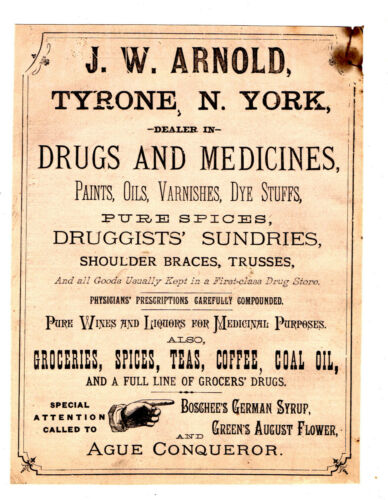 J. W. ARNOLD,
TYRONE, N. YORK,
-DEALER IN-
DRUGS AND MEDICINES,
PAINTS, OILS, VARNISHES, DYE STUFFS,
PURE SPICES,
DRUGGISTS' SUNDRIES,
SHOULDER BRACES, TRUSSES,
And all Goods Usually Kept in a First-class Drug Store.
PHYSICIANS' PRESCRIPTIONS CAREFULLY COMPOUNDED.
PURE WINES AND LIQUORS FOR MEDICINAL PURPOSES.
ALSO,
GROCERIES, SPICES, TEAS, COFFEE, COAL OIL,
AND A FULL LINE OF GROCERS' DRUGS.
SPECIAL
ATTENTION
CALLED TO
BOSCHEE'S GERMAN SYRUP,
GREEN'S AUGUST FLOWER,
AND
AGUE CONQUEROR.